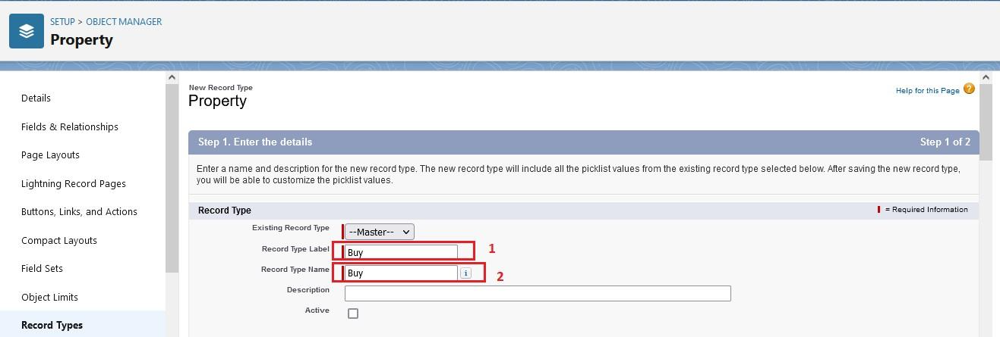 SETUP > OBJECT MANAGER
Property
Details
Fields & Relationships
Page Layouts
Lightning Record Pages
Buttons, Links, and Actions
Compact Layouts
Field Sets
Object Limits
Record Types
New Record Type
Property
Help for this Page ?
Step 1. Enter the details Step 1 of 2
Enter a name and description for the new record type. The new record type will include all the picklist values from the existing record type selected below. After saving the new record type,
you will be able to customize the picklist values.
Record Type = Required Information
Existing Record Type --Master--
Record Type Label Buy 1
Record Type Name Buy i 2
Description
Active